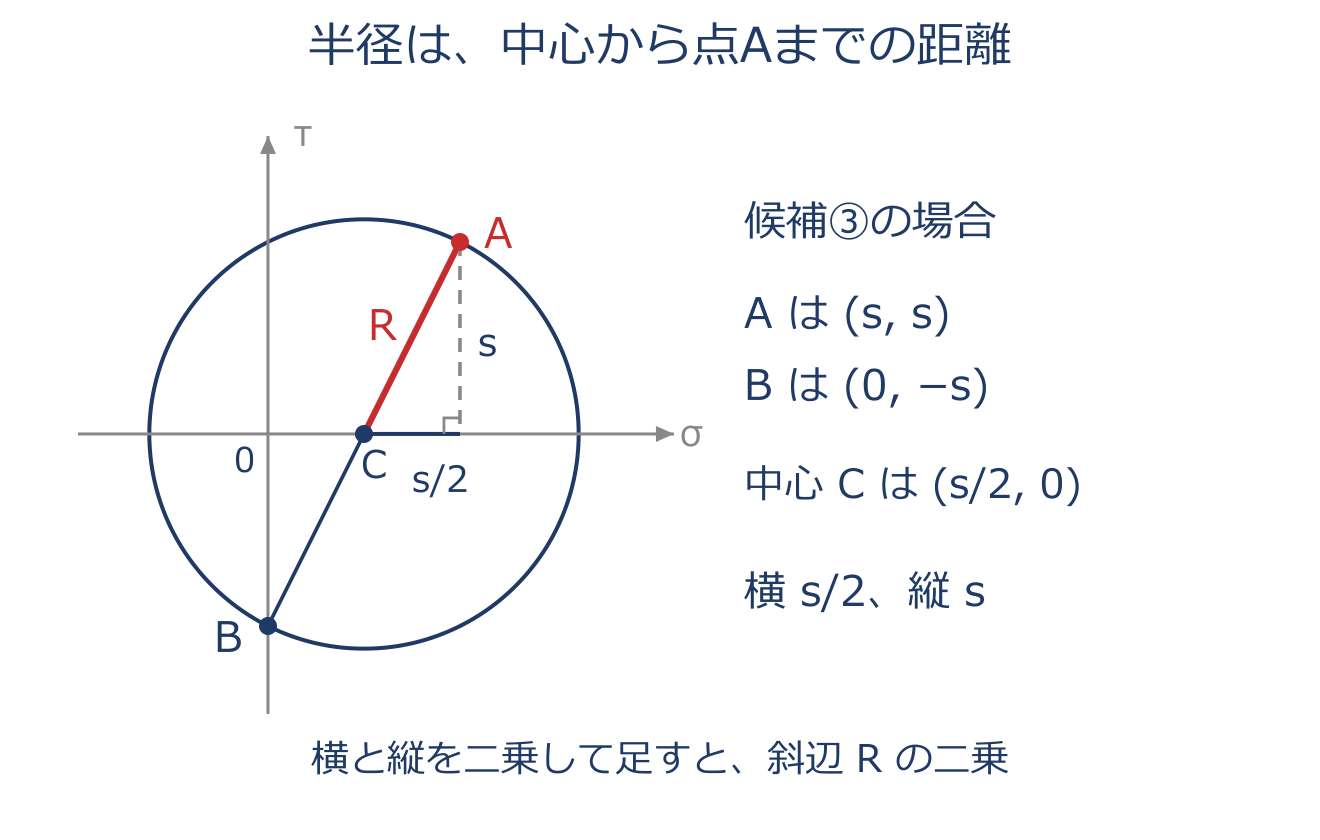 半径は、中心から点Aまでの距離
τ
A
R
s
σ
0
C
s/2
B
候補③の場合
A は (s, s)
B は (0, −s)
中心 C は (s/2, 0)
横 s/2、縦 s
横と縦を二乗して足すと、斜辺 R の二乗